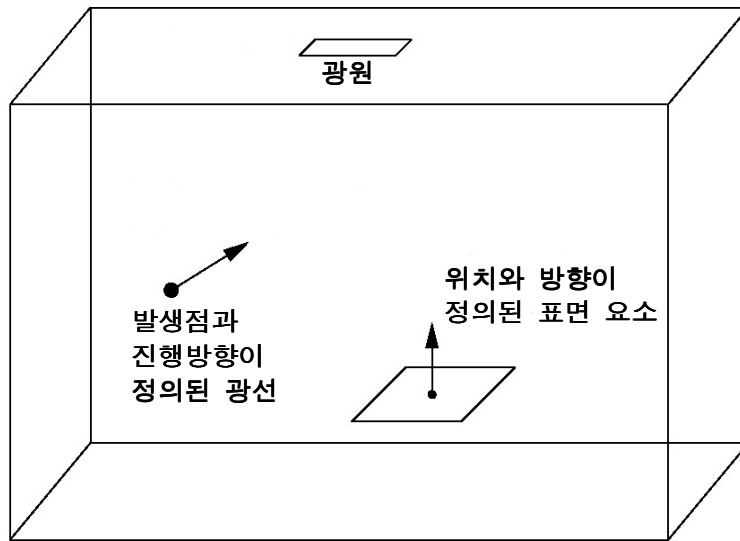 광원
위치와 방향이
정의된 표면 요소
발생점과
진행방향이
정의된 광선